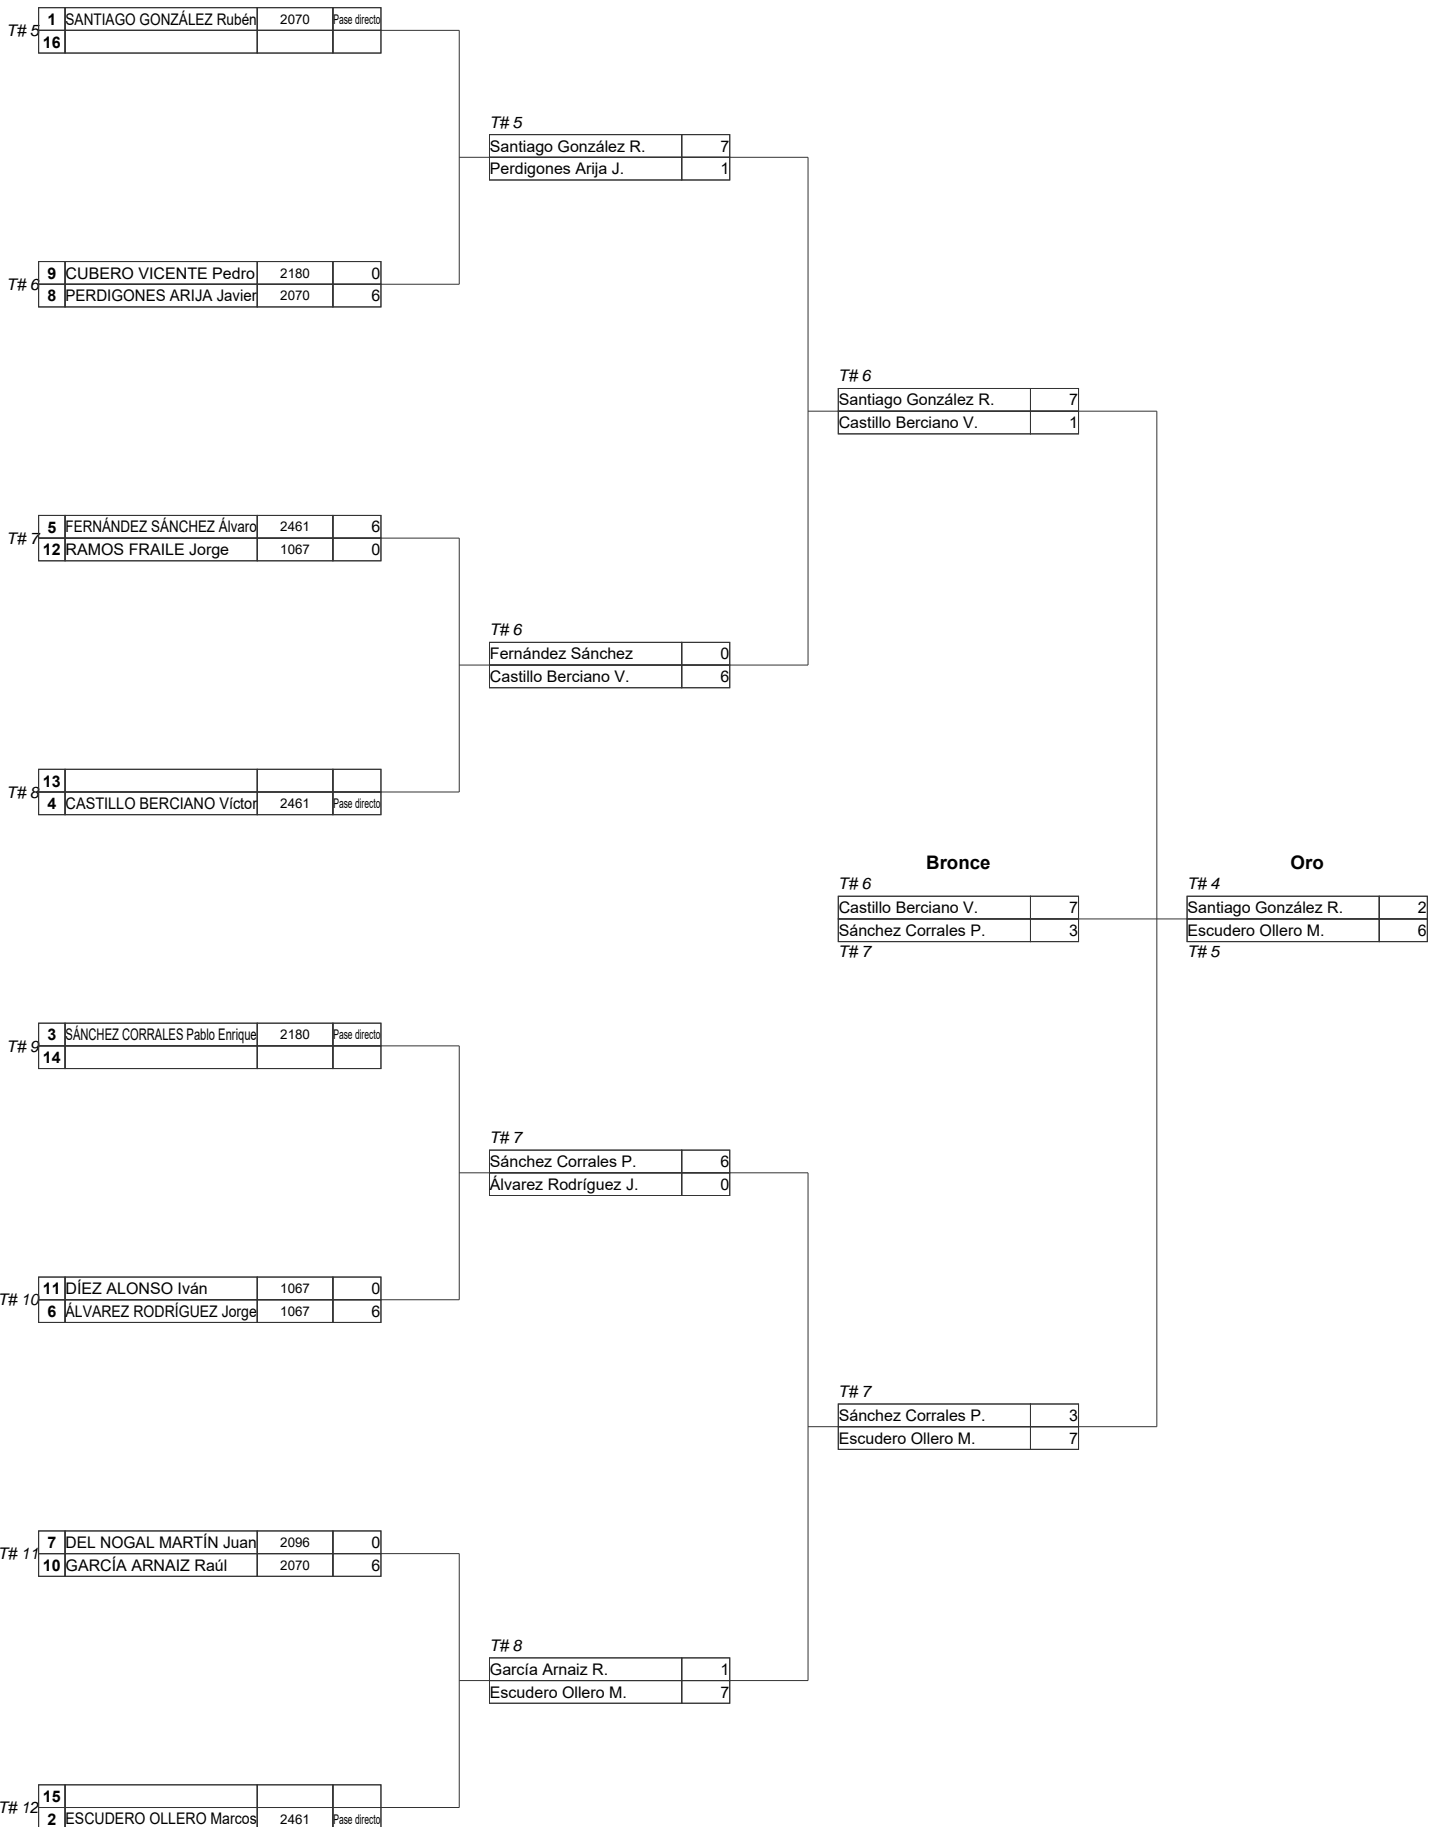 1 SANTIAGO GONZÁLEZ Rubén 2070 Pase directo
T# 5
16
T# 5
Santiago González R. 7
Perdigones Arija J. 1
9 CUBERO VICENTE Pedro 2180 0
T# 6
8 PERDIGONES ARIJA Javier 2070 6
T# 6
Santiago González R. 7
Castillo Berciano V. 1
5 FERNÁNDEZ SÁNCHEZ Álvaro 2461 6
T# 7
12 RAMOS FRAILE Jorge 1067 0
T# 6
Fernández Sánchez 0
Castillo Berciano V. 6
13
T# 8
4 CASTILLO BERCIANO Víctor 2461 Pase directo
Bronce Oro
T# 6 T# 4
Castillo Berciano V. 7 Santiago González R. 2
Sánchez Corrales P. 3 Escudero Ollero M. 6
T# 7 T# 5
3 SÁNCHEZ CORRALES Pablo Enrique 2180 Pase directo
T# 9
14
T# 7
Sánchez Corrales P. 6
Álvarez Rodríguez J. 0
11 DÍEZ ALONSO Iván 1067 0
T# 10
6 ÁLVAREZ RODRÍGUEZ Jorge 1067 6
T# 7
Sánchez Corrales P. 3
Escudero Ollero M. 7
7 DEL NOGAL MARTÍN Juan 2096 0
T# 11
10 GARCÍA ARNAIZ Raúl 2070 6
T# 8
García Arnaiz R. 1
Escudero Ollero M. 7
15
T# 12
2 ESCUDERO OLLERO Marcos 2461 Pase directo